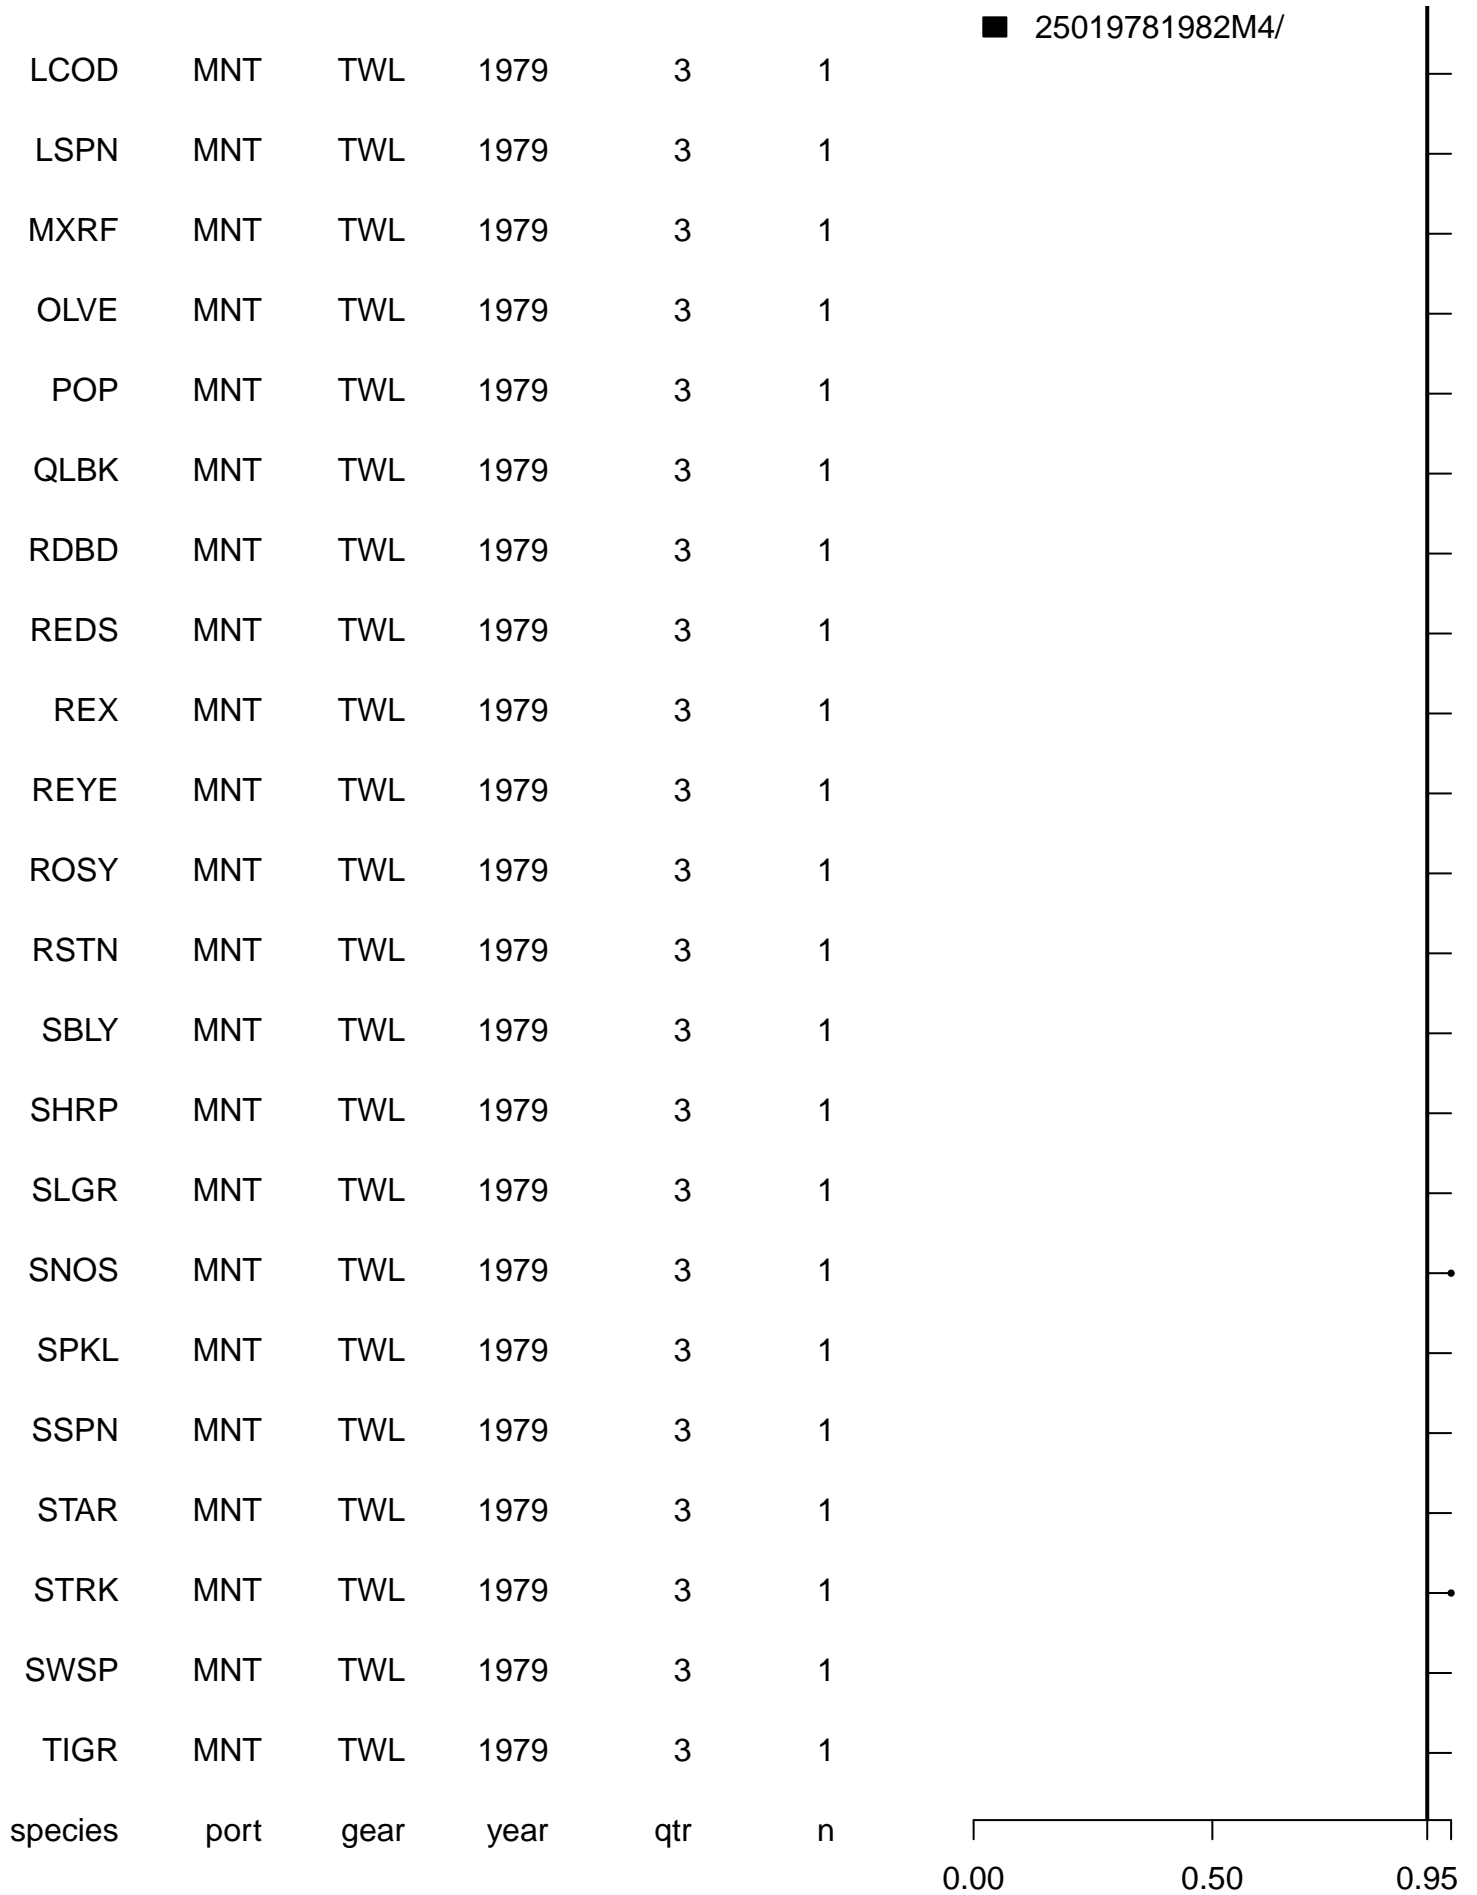 25019781982M4/
LCOD MNT TWL 1979 3 1
LSPN MNT TWL 1979 3 1
MXRF MNT TWL 1979 3 1
OLVE MNT TWL 1979 3 1
POP MNT TWL 1979 3 1
QLBK MNT TWL 1979 3 1
RDBD MNT TWL 1979 3 1
REDS MNT TWL 1979 3 1
REX MNT TWL 1979 3 1
REYE MNT TWL 1979 3 1
ROSY MNT TWL 1979 3 1
RSTN MNT TWL 1979 3 1
SBLY MNT TWL 1979 3 1
SHRP MNT TWL 1979 3 1
SLGR MNT TWL 1979 3 1
SNOS MNT TWL 1979 3 1
SPKL MNT TWL 1979 3 1
SSPN MNT TWL 1979 3 1
STAR MNT TWL 1979 3 1
STRK MNT TWL 1979 3 1
SWSP MNT TWL 1979 3 1
TIGR MNT TWL 1979 3 1
species port gear year qtr n
0.00 0.50 0.95